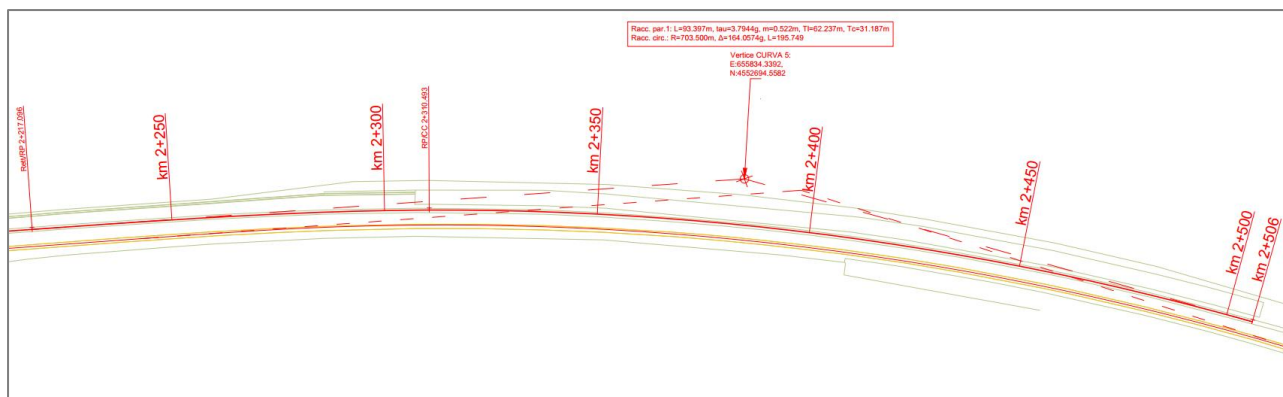 Racc. par.1: L=93.397m, tau=3.7944g, m=0.522m, Tl=62.237m, Tc=31.187m
Racc. circ.: R=703.500m, Δ=164.0574g, L=195.749
Vertice CURVA 5:
E:655834.3392,
N:4552694.5582
Rett/RP 2+217.096
km 2+250
km 2+300
RP/CC 2+310.493
km 2+350
km 2+400
km 2+450
km 2+500
km 2+506